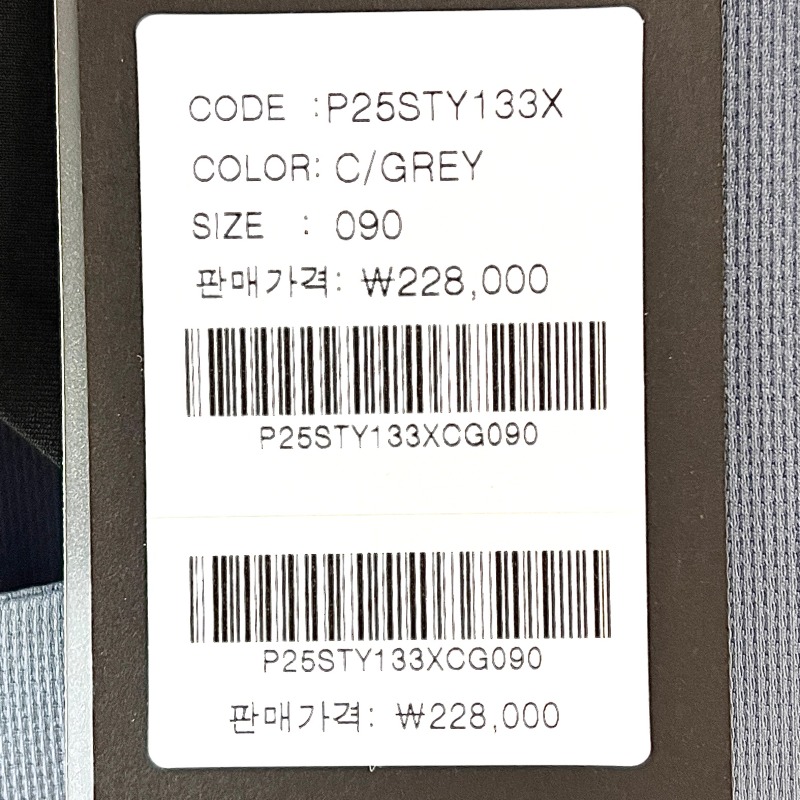 CODE :P25STY133X
COLOR: C/GREY
SIZE : 090
판매가격: ₩228,000
P25STY133XCG090
P25STY133XCG090
판매가격: ₩228,000